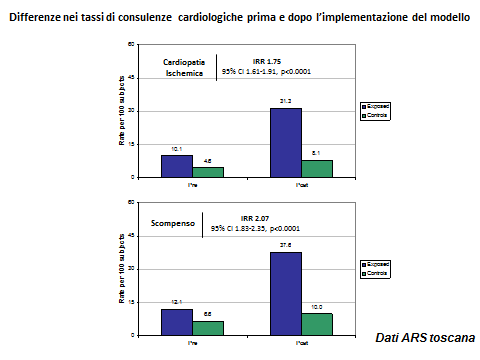 Differenze nei tassi di consulenze cardiologiche prima e dopo l'implementazione del modello
Cardiopatia
Ischemica
IRR 1.75
95% CI 1.61-1.91, p<0.0001
Rate per 100 subjects
60
45
30
15
0
10.1
4.6
31.3
8.1
Pre
Post
Exposed
Controls
Scompenso
IRR 2.07
95% CI 1.83-2.35, p<0.0001
Rate per 100 subjects
60
45
30
15
0
12.1
6.6
37.6
10.0
Pre
Post
Exposed
Controls
Dati ARS toscana